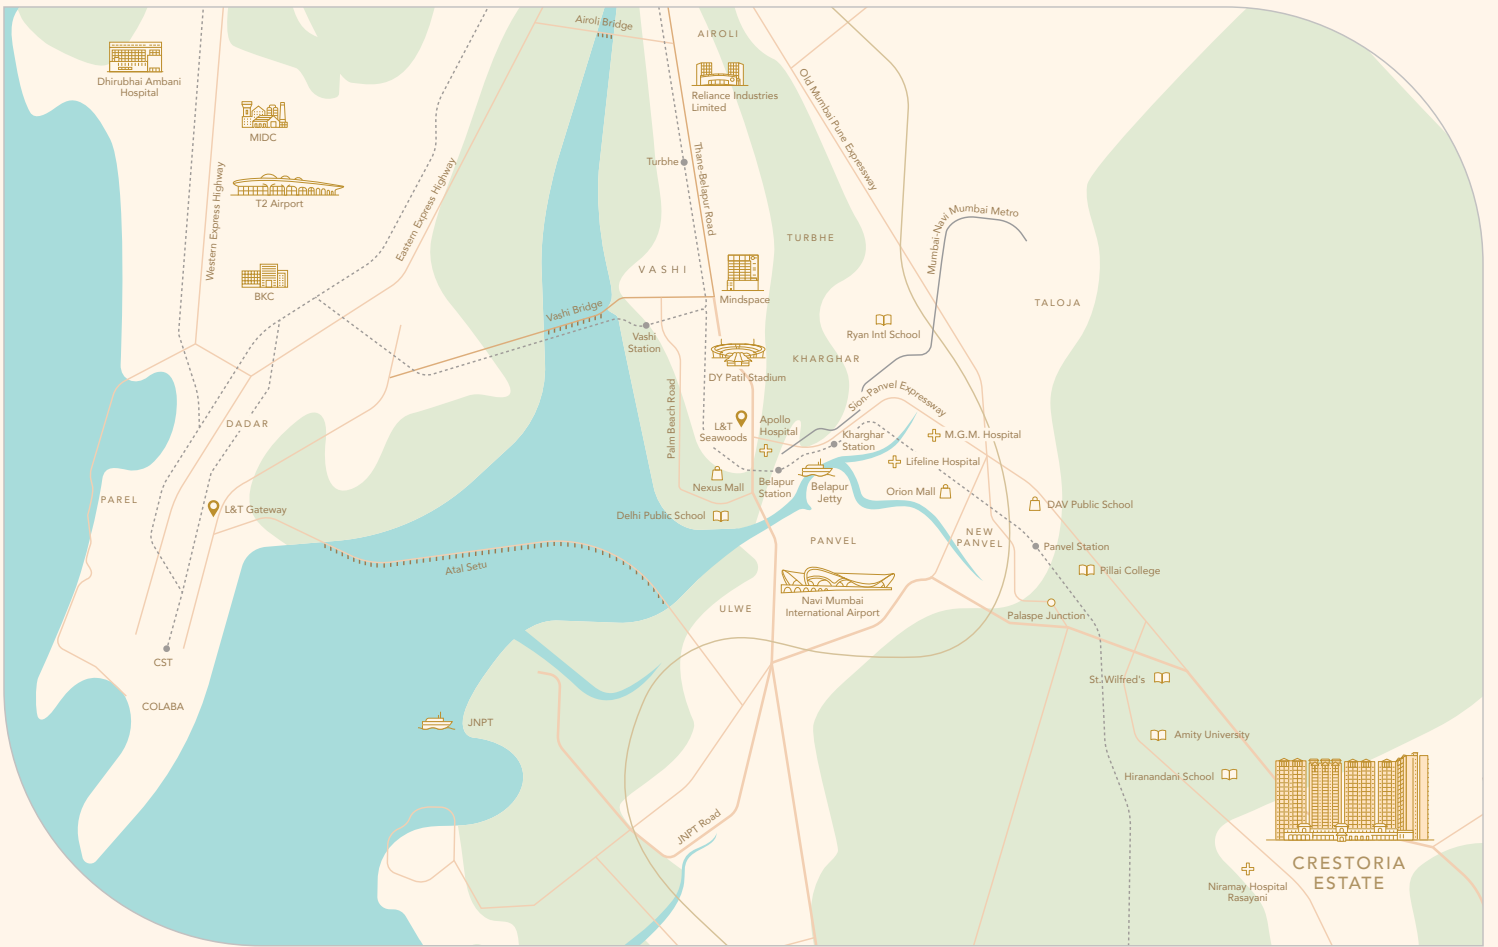 Airoli Bridge
AIROLI
Dhirubhai Ambani
Hospital
Reliance Industries
Limited
Old Mumbai Pune Expressway
MIDC
Turbhe
Thane-Belapur Road
Western Express Highway
T2 Airport
Eastern Express Highway
Mumbai-Navi Mumbai Metro
TURBHE
VASHI
BKC
Mindspace
TALOJA
Vashi Bridge
Vashi
Station
Ryan Intl School
KHARGHAR
DY Patil Stadium
Sion-Panvel Expressway
Palm Beach Road
DADAR
L&T
Seawoods
Apollo
Hospital
Kharghar
Station
M.G.M. Hospital
Lifeline Hospital
Nexus Mall
Belapur
Station
Belapur
Jetty
Orion Mall
PAREL
L&T Gateway
DAV Public School
Delhi Public School
PANVEL
NEW
PANVEL
Panvel Station
Atal Setu
Pillai College
Navi Mumbai
International Airport
ULWE
Palaspe Junction
CST
St. Wilfred's
COLABA
JNPT
Amity University
Hiranandani School
JNPT Road
CRESTORIA
ESTATE
Niramay Hospital
Rasayani